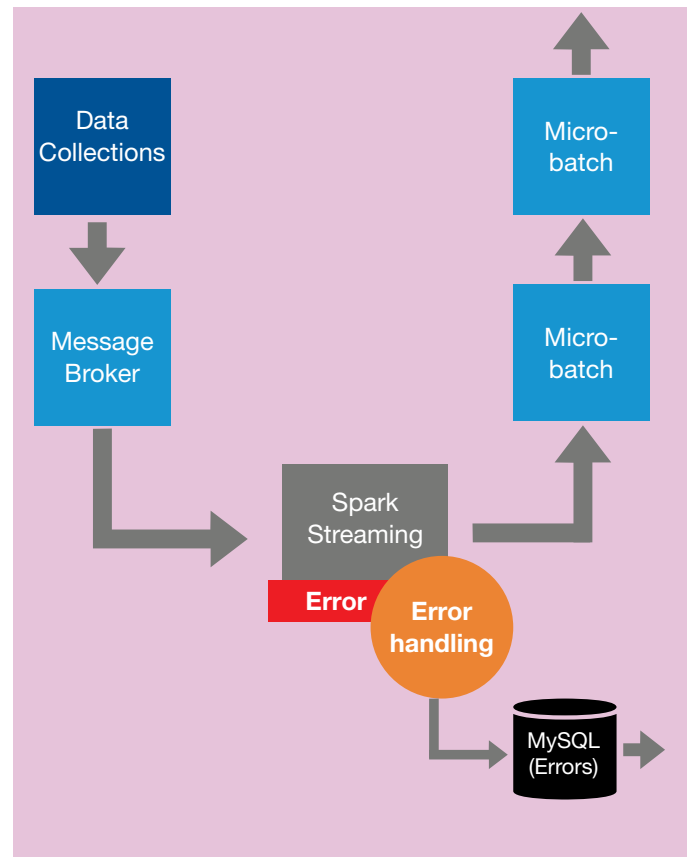 Data
Collections
Message
Broker
Spark
Streaming
Error
Error
handling
MySQL
(Errors)
Micro-
batch
Micro-
batch